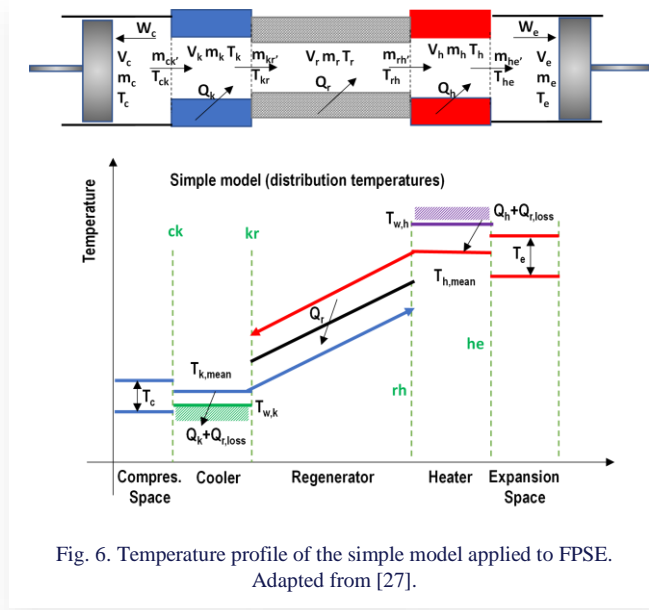 W_c
W_e
V_c
m_c
T_c
m_ck'
T_ck
V_k m_k T_k
Q_k
m_kr'
T_kr
V_r m_r T_r
Q_r
m_rh'
T_rh
V_h m_h T_h
Q_h
m_he'
T_he
V_e
m_e
T_e
Simple model (distribution temperatures)
Temperature
ck
kr
T_w,h
Q_h+Q_r,loss
T_e
T_h,mean
Q_r
he
rh
T_k,mean
T_c
T_w,k
Q_k+Q_r,loss
Compres.
Space
Cooler
Regenerator
Heater
Expansion
Space
Fig. 6. Temperature profile of the simple model applied to FPSE.
Adapted from [27].